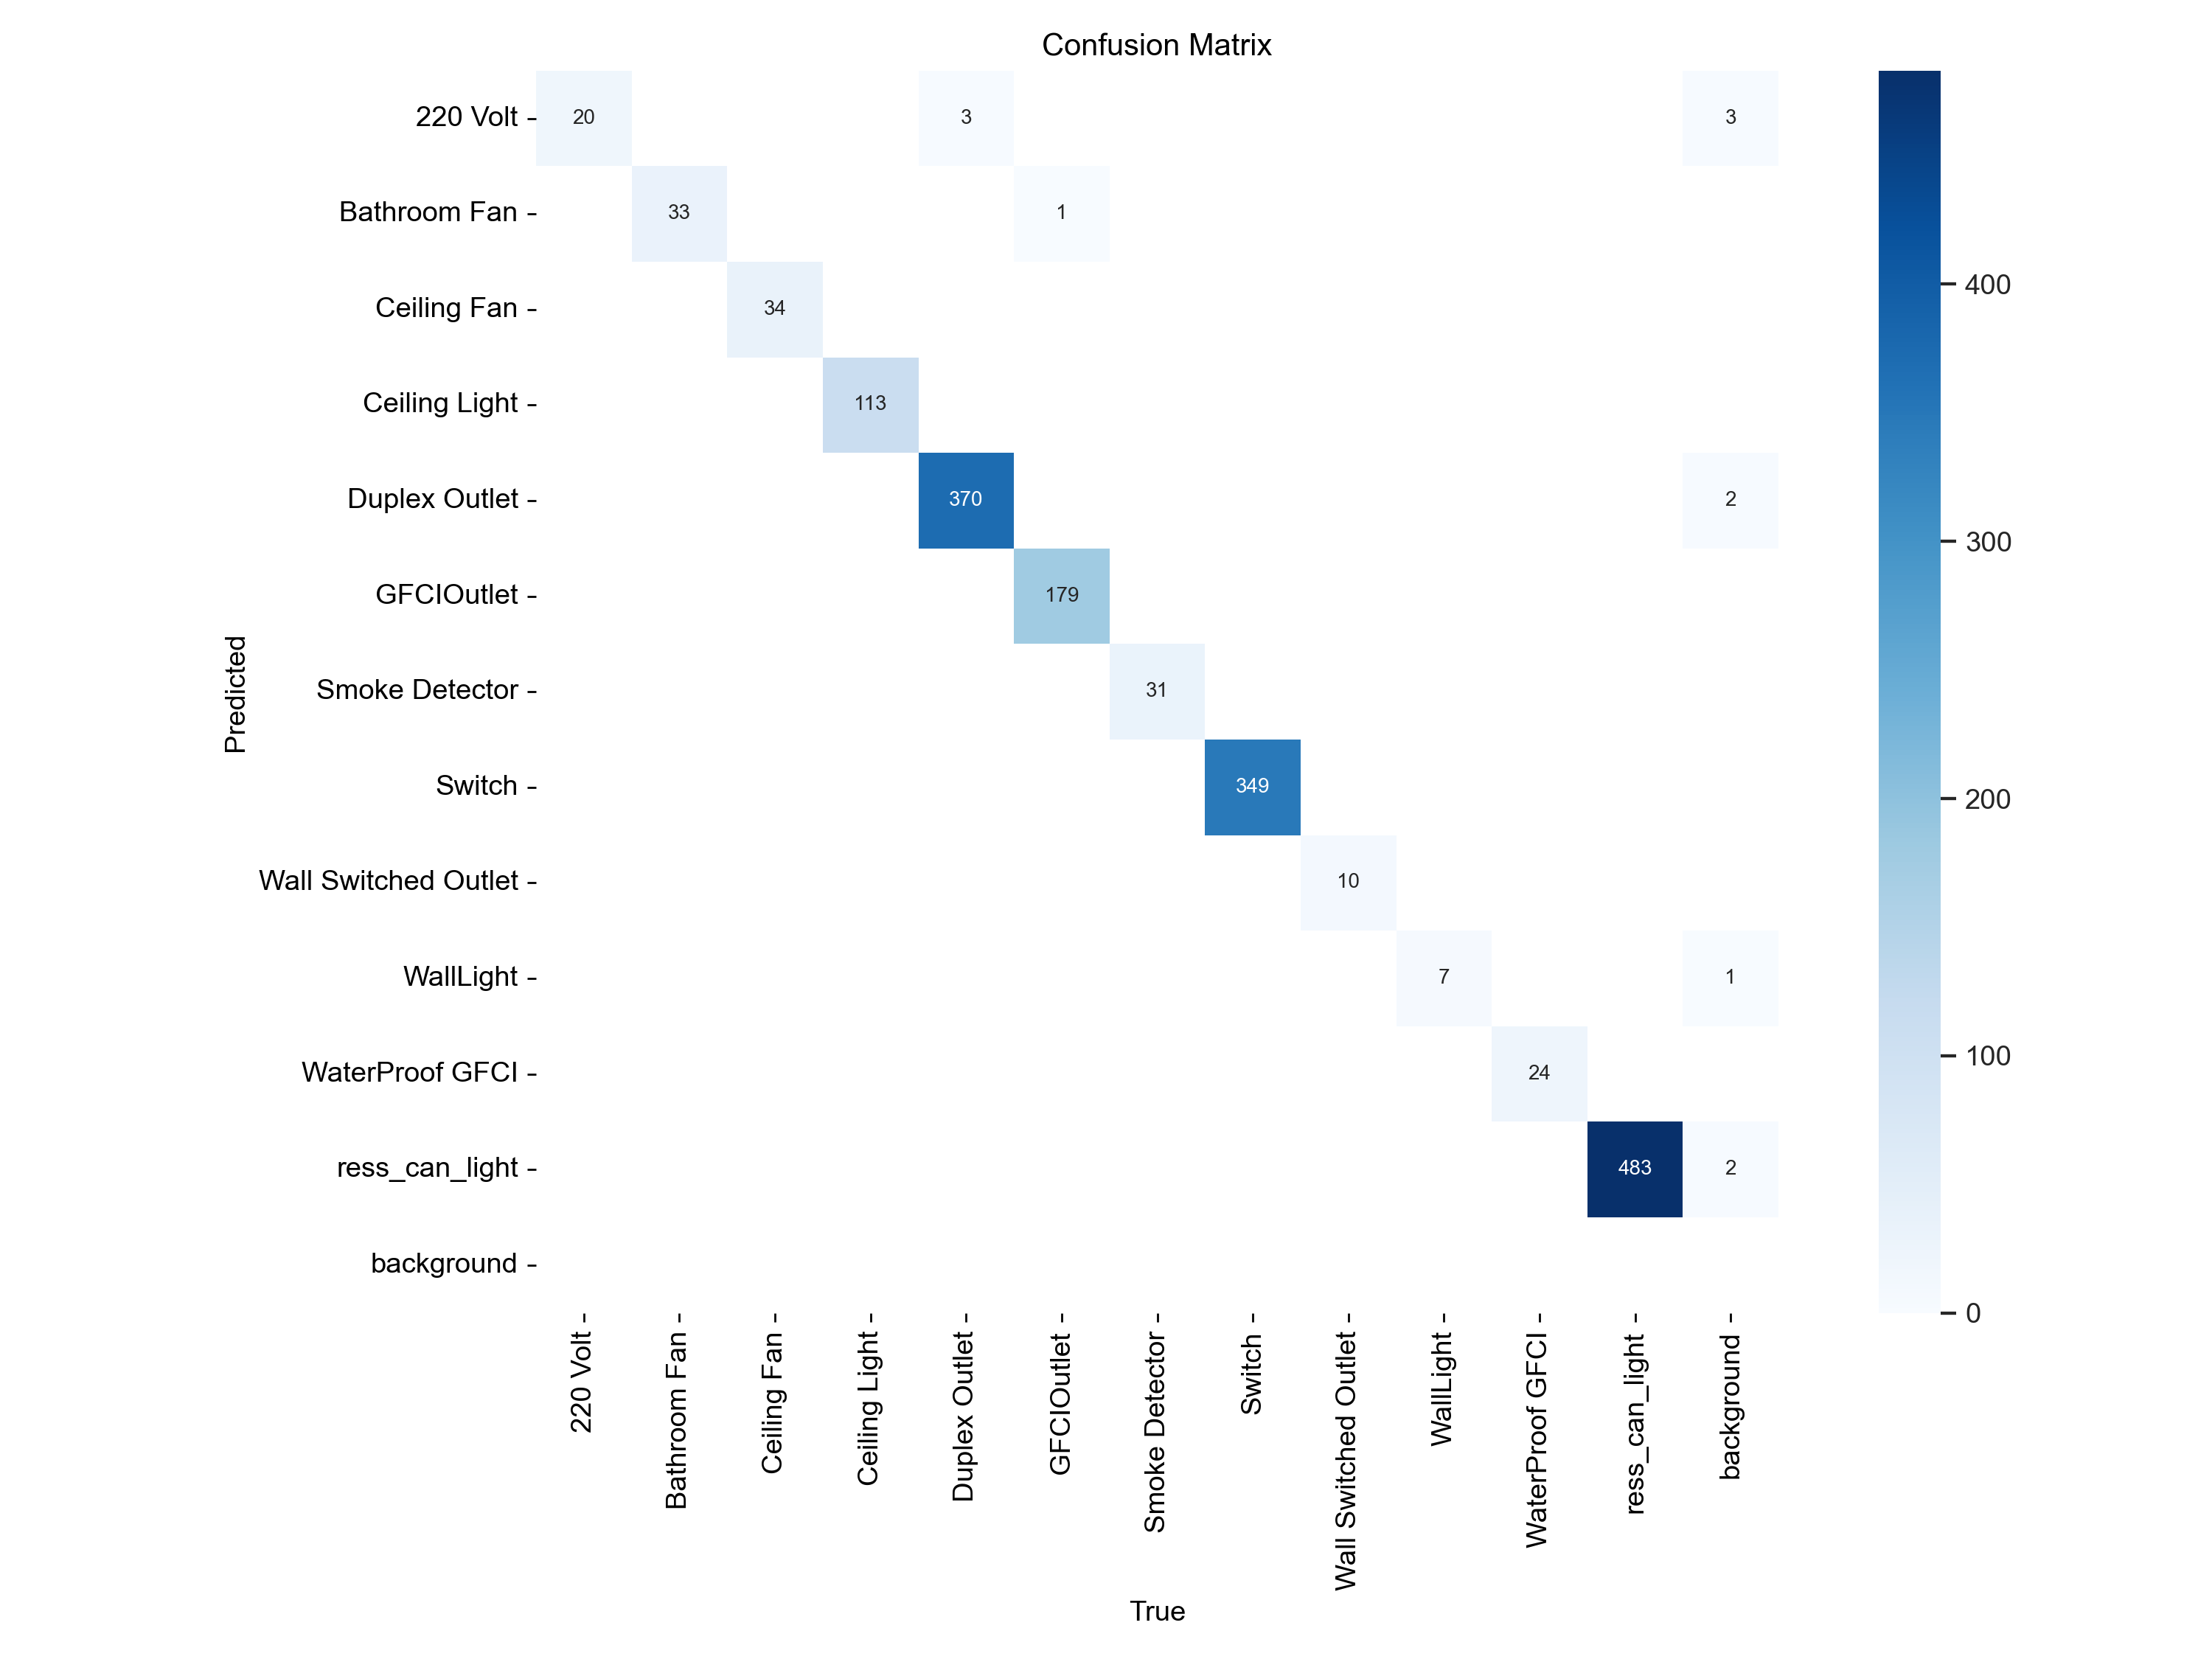 Confusion Matrix
220 Volt 20 3 3
Bathroom Fan 33 1
Ceiling Fan 34
400
Ceiling Light 113
Duplex Outlet 370 2
300
GFCIOutlet 179
Predicted
Smoke Detector 31
Switch 349
200
Wall Switched Outlet 10
WallLight 7 1
WaterProof GFCI 24
100
ress_can_light 483 2
background
0
220 Volt
Bathroom Fan
Ceiling Fan
Ceiling Light
Duplex Outlet
GFCIOutlet
Smoke Detector
Switch
Wall Switched Outlet
WallLight
WaterProof GFCI
ress_can_light
background
True